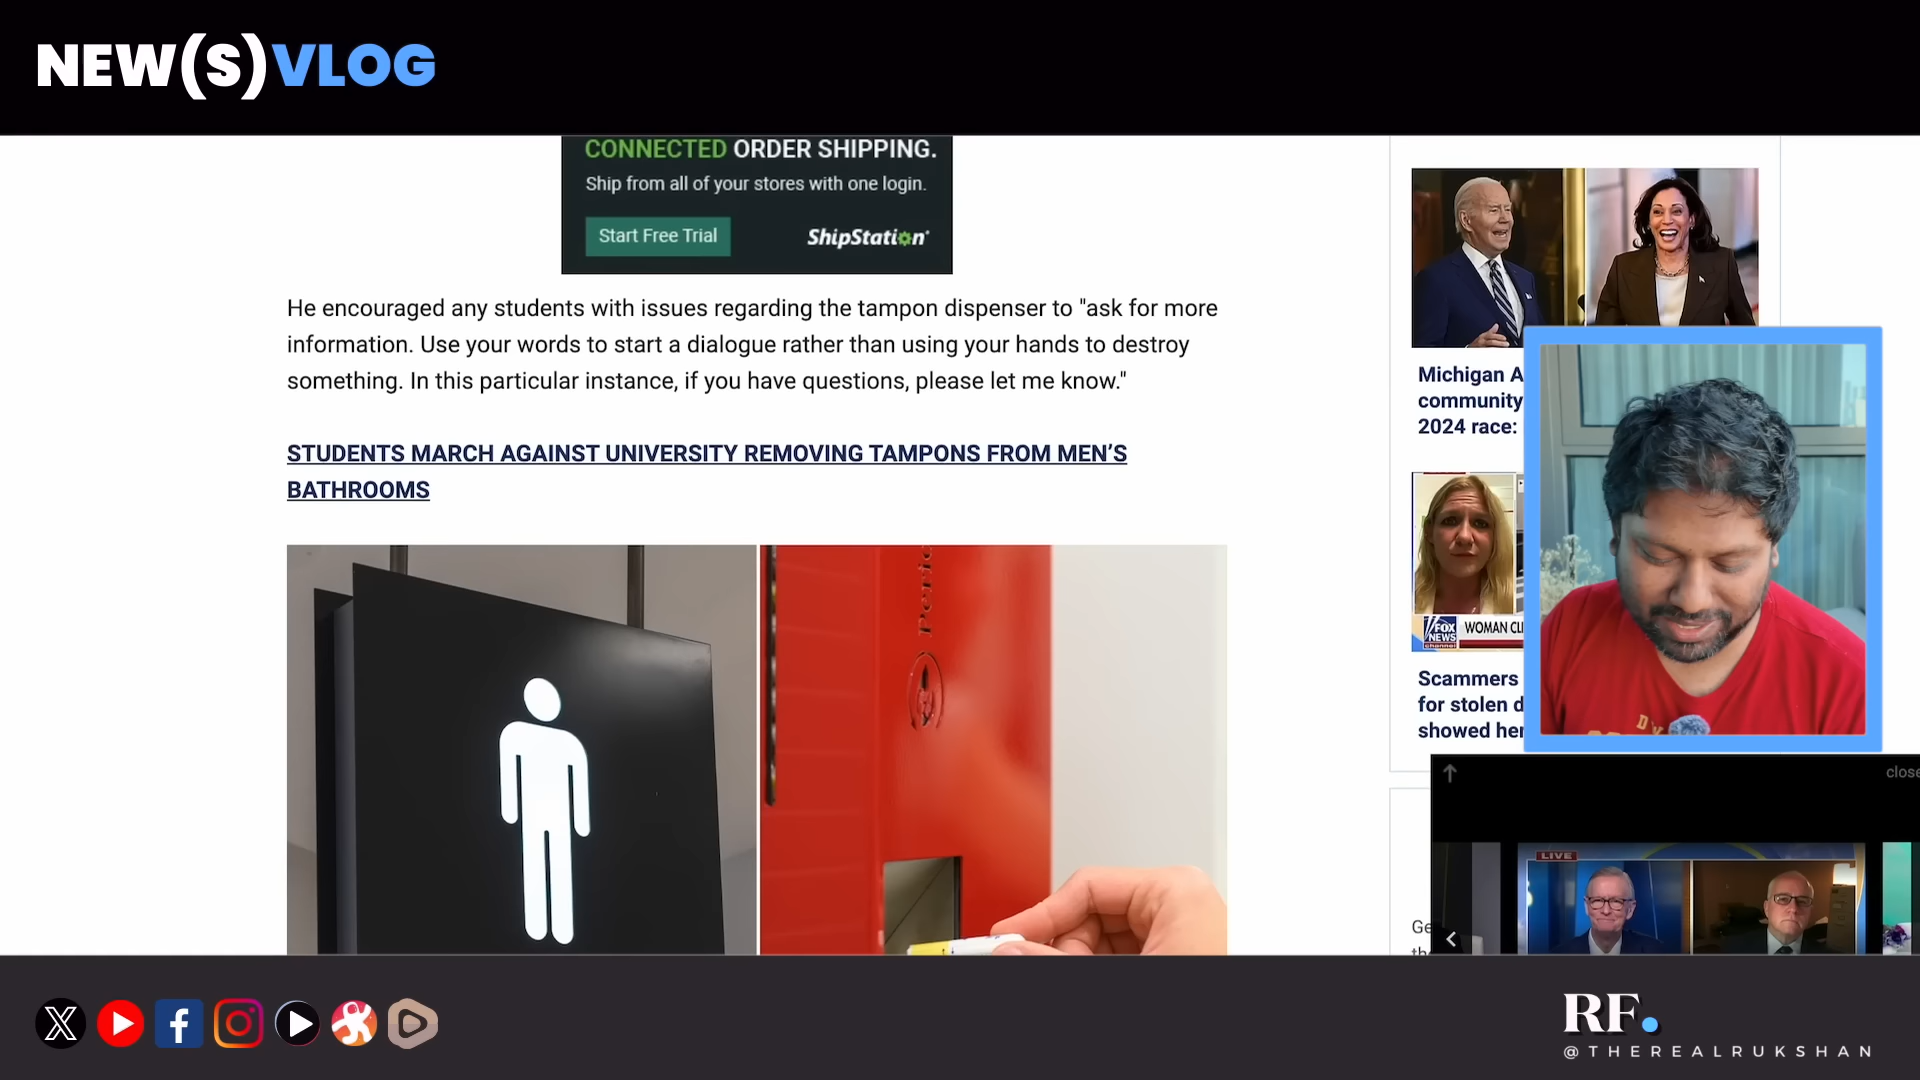 NEW(S)VLOG
CONNECTED ORDER SHIPPING.
Ship from all of your stores with one login.
Start Free Trial
ShipStation
He encouraged any students with issues regarding the tampon dispenser to "ask for more
information. Use your words to start a dialogue rather than using your hands to destroy
something. In this particular instance, if you have questions, please let me know."
STUDENTS MARCH AGAINST UNIVERSITY REMOVING TAMPONS FROM MEN'S
BATHROOMS
Michigan A
community
2024 race:
FOX
NEWS
channel
WOMAN CL
Scammers
for stolen d
showed her
close
LIVE
Ge
th
RF.
@THEREALRUKSHAN